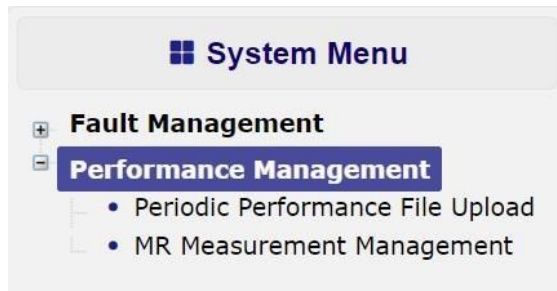 System Menu
Fault Management
Performance Management
Periodic Performance File Upload
MR Measurement Management